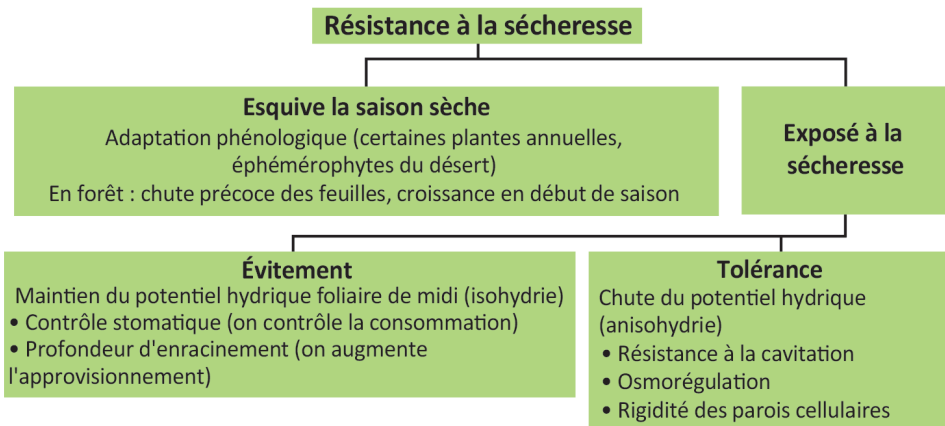 Résistance à la sécheresse
Esquive la saison sèche
Adaptation phénologique (certaines plantes annuelles,
éphémérophytes du désert)
En forêt : chute précoce des feuilles, croissance en début de saison
Exposé à la
sécheresse
Évitement
Maintien du potentiel hydrique foliaire de midi (isohydrie)
• Contrôle stomatique (on contrôle la consommation)
• Profondeur d'enracinement (on augmente
l'approvisionnement)
Tolérance
Chute du potentiel hydrique
(anisohydrie)
• Résistance à la cavitation
• Osmorégulation
• Rigidité des parois cellulaires